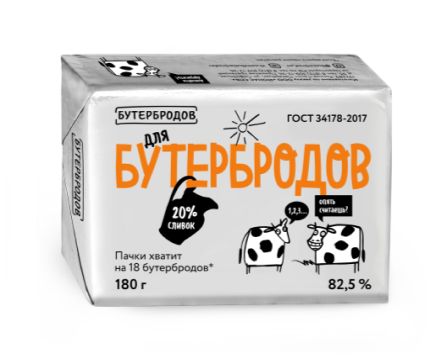 БУТЕРБРОДОВ
ГОСТ 34178-2017
для
БУТЕРБРОДОВ
20%
СЛИВОК
1,2,3...
ОПЯТЬ
СЧИТАЕШЬ?
Пачки хватит
на 18 бутербродов*
180 г
82,5 %